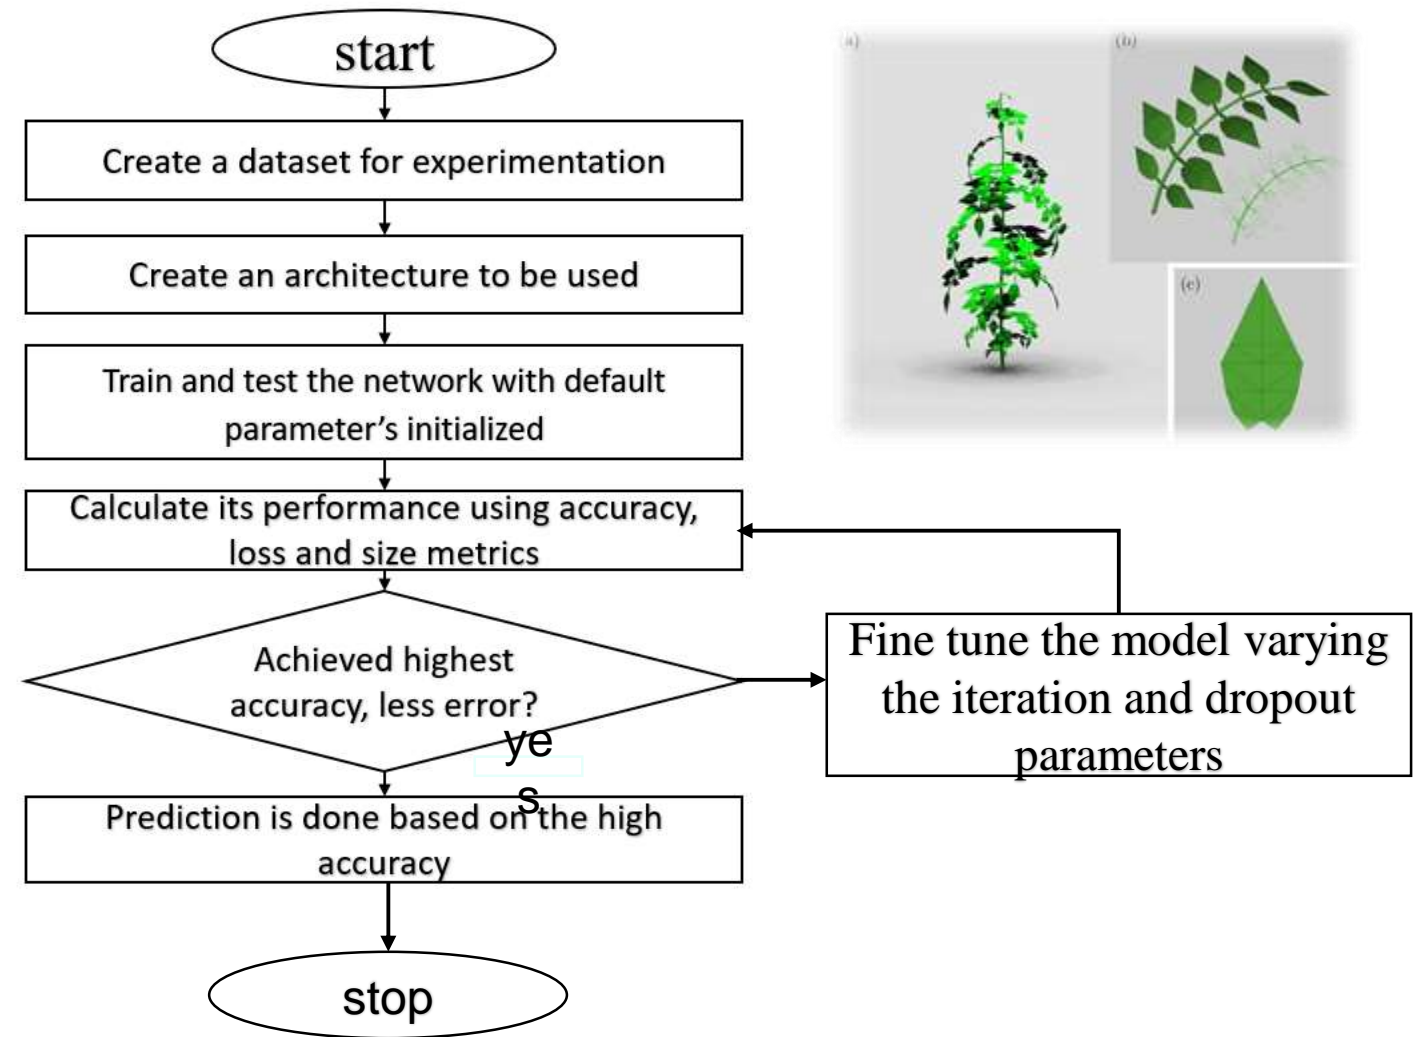 start
Create a dataset for experimentation
Create an architecture to be used
Train and test the network with default
parameter’s initialized
Calculate its performance using accuracy,
loss and size metrics
Achieved highest
accuracy, less error?
ye
s
Prediction is done based on the high
accuracy
stop
Fine tune the model varying
the iteration and dropout
parameters
a)
(b)
(c)